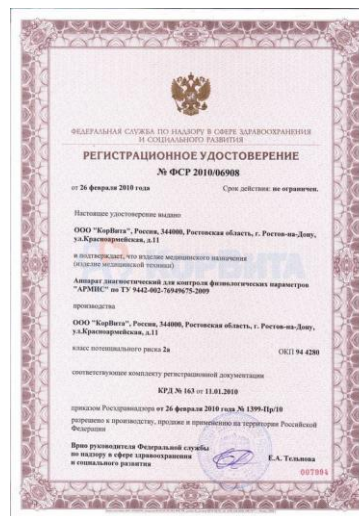 ФЕДЕРАЛЬНАЯ СЛУЖБА ПО НАДЗОРУ В СФЕРЕ ЗДРАВООХРАНЕНИЯ
И СОЦИАЛЬНОГО РАЗВИТИЯ
РЕГИСТРАЦИОННОЕ УДОСТОВЕРЕНИЕ
№ ФСР 2010/06908
от 26 февраля 2010 года Срок действия: не ограничен.
Настоящее удостоверение выдано
ООО "КорВита", Россия, 344000, Ростовская область, г. Ростов-на-Дону,
ул.Красноармейская, д.11
и подтверждает, что изделие медицинского назначения
(изделие медицинской техники)
Аппарат диагностический для контроля физиологических параметров
"АРМИС" по ТУ 9442-002-76949675-2009
производства
ООО "КорВита", Россия, 344000, Ростовская область, г. Ростов-на-Дону,
ул.Красноармейская, д.11
класс потенциального риска 2а ОКП 94 4280
соответствующее комплекту регистрационной документации
КРД № 163 от 11.01.2010
приказом Росздравнадзора от 26 февраля 2010 года № 1399-Пр/10
разрешено к производству, продаже и применению на территории Российской
Федерации
Врио руководителя Федеральной службы
по надзору в сфере здравоохранения
и социального развития Е.А. Тельнова
007994